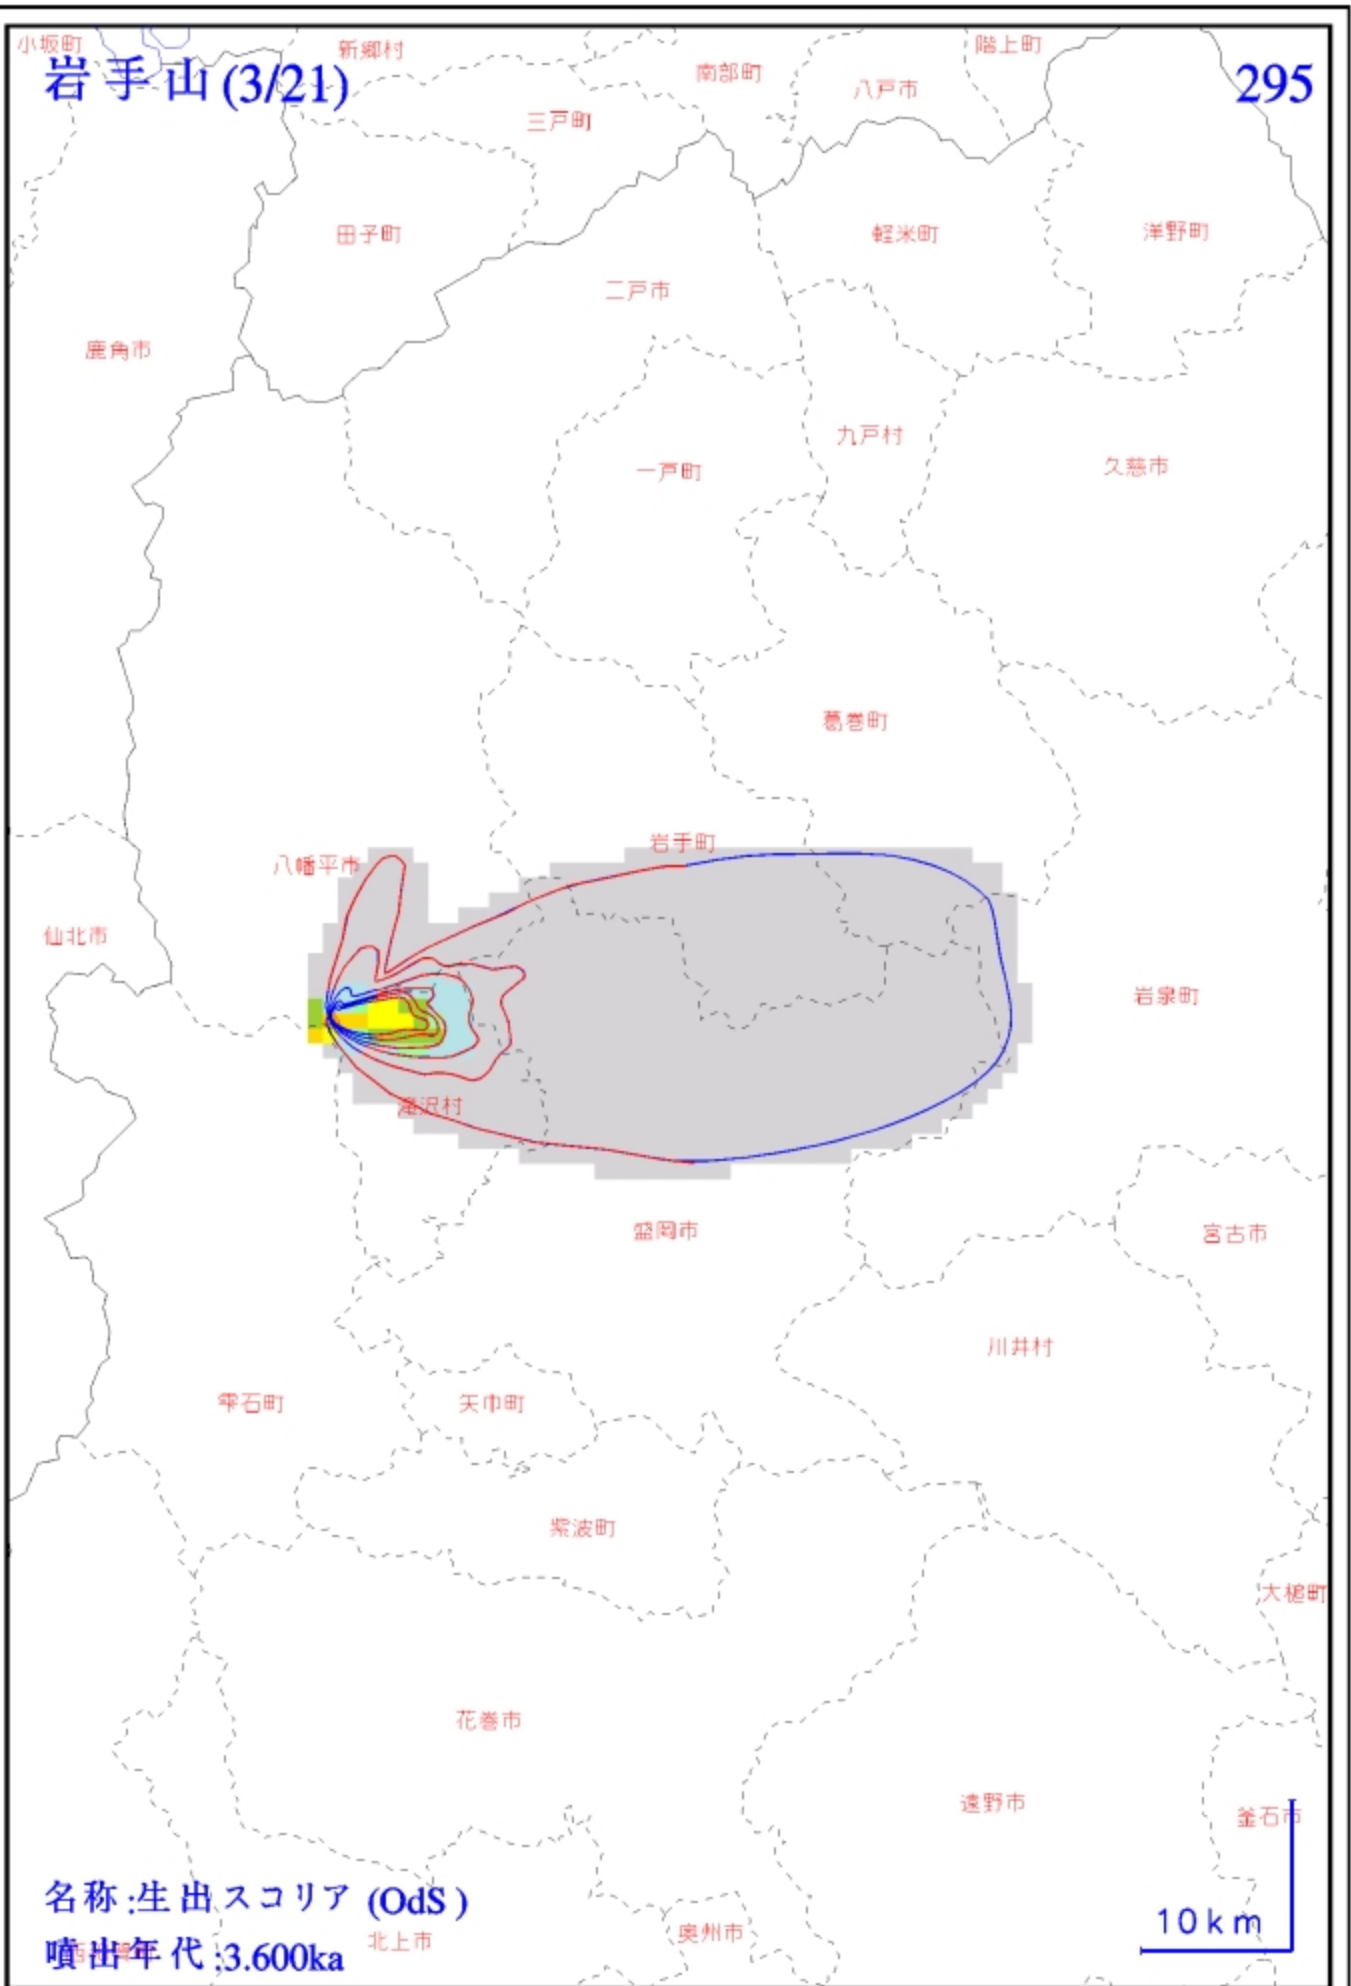 小坂町
新郷村
階上町
岩手山(3/21)
南部町
八戸市
295
三戸町
田子町
軽米町
洋野町
二戸市
鹿角市
九戸村
久慈市
一戸町
葛巻町
岩手町
八幡平市
仙北市
岩泉町
滝沢村
盛岡市
宮古市
川井村
雫石町
矢巾町
紫波町
大槌町
花巻市
遠野市
釜石市
名称:生出スコリア (OdS)
10km
奥州市
北上市
噴出年代:3.600ka